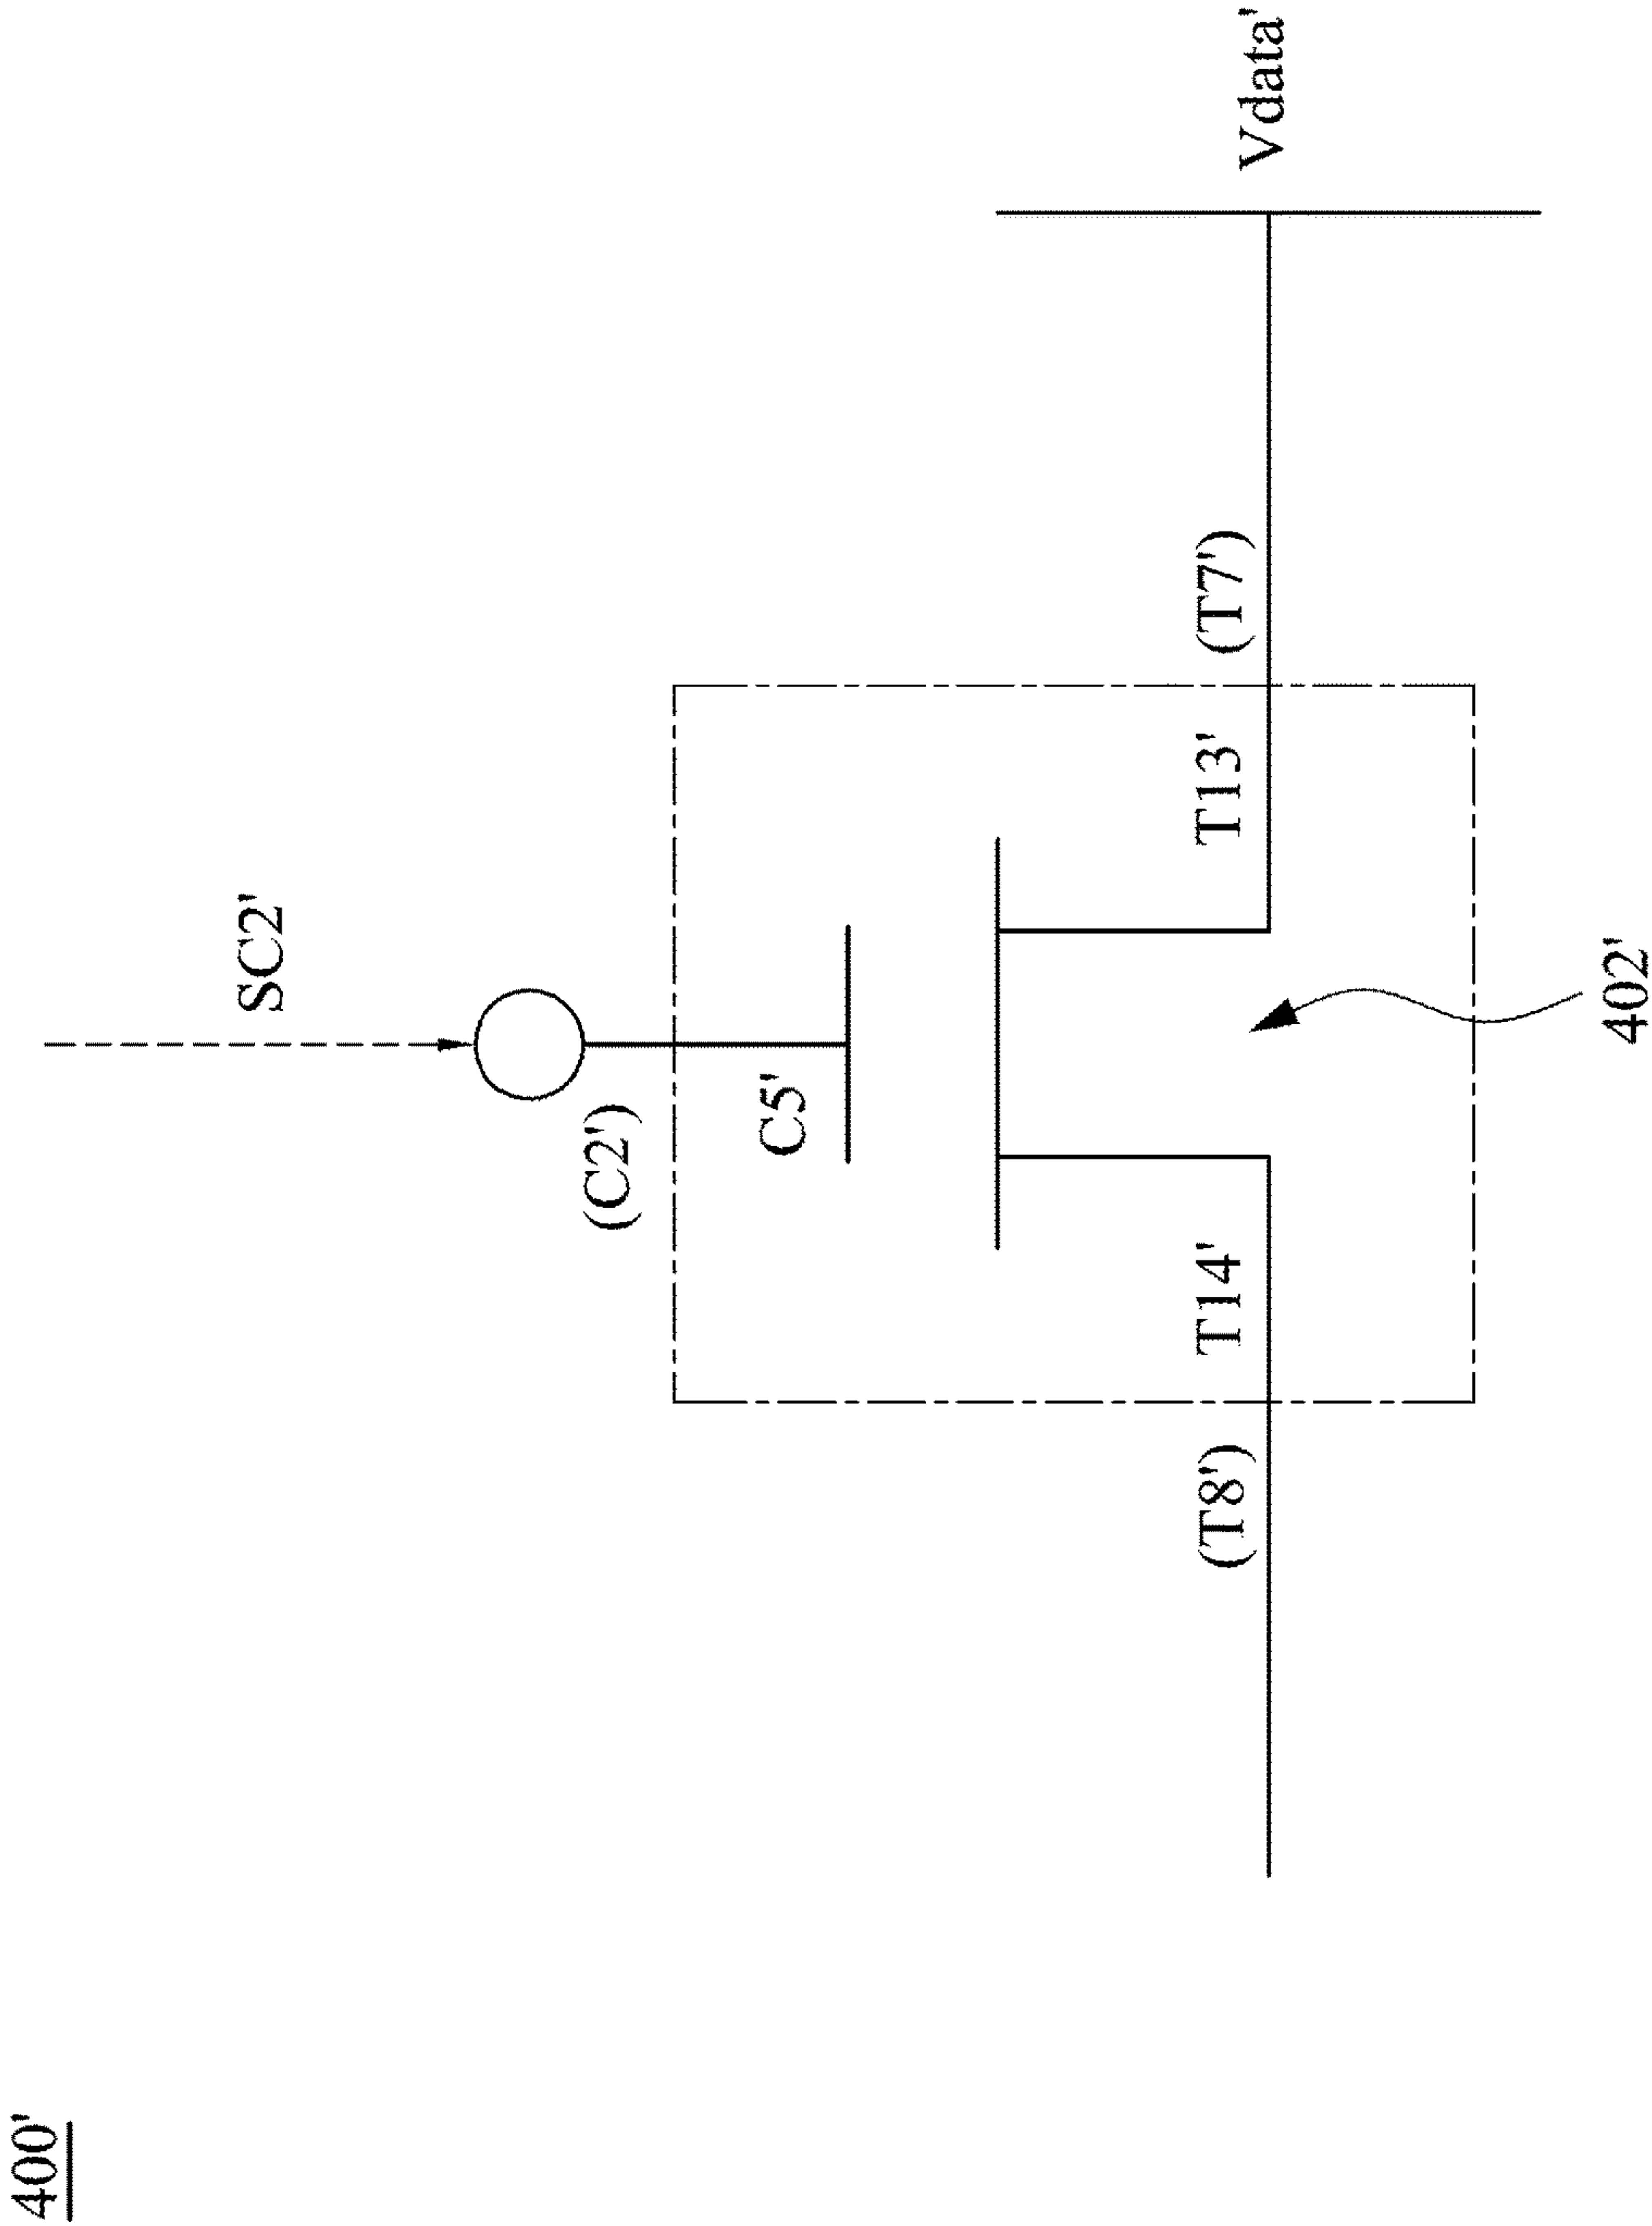 400'
SC2'
(C2')
C5'
(T8')
T14'
T13'
(T7')
Vdata'
402'